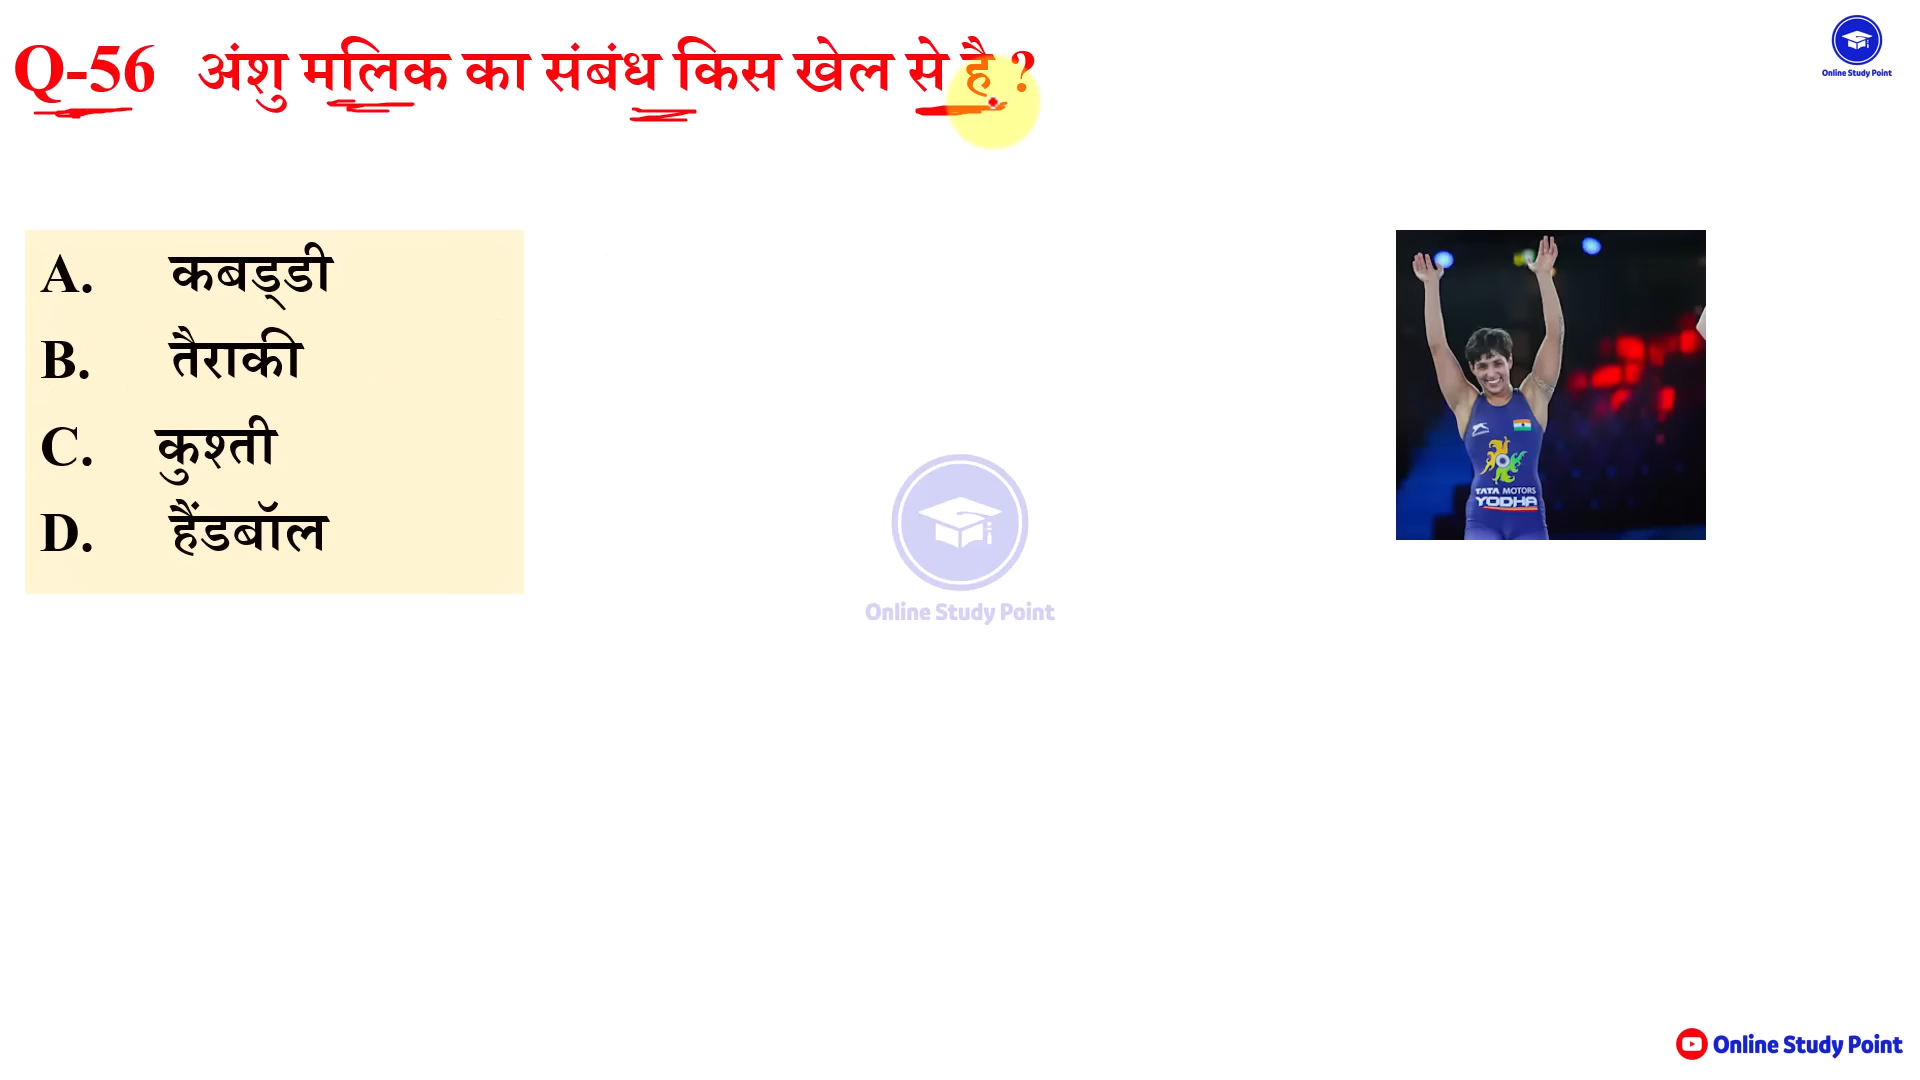 Q-56 अंशु मलिक का संबंध किस खेल से है ?
Online Study Point
A. कबड्डी
B. तैराकी
C. कुश्ती
D. हैंडबॉल
TATA MOTORS
YODHA
Online Study Point
Online Study Point